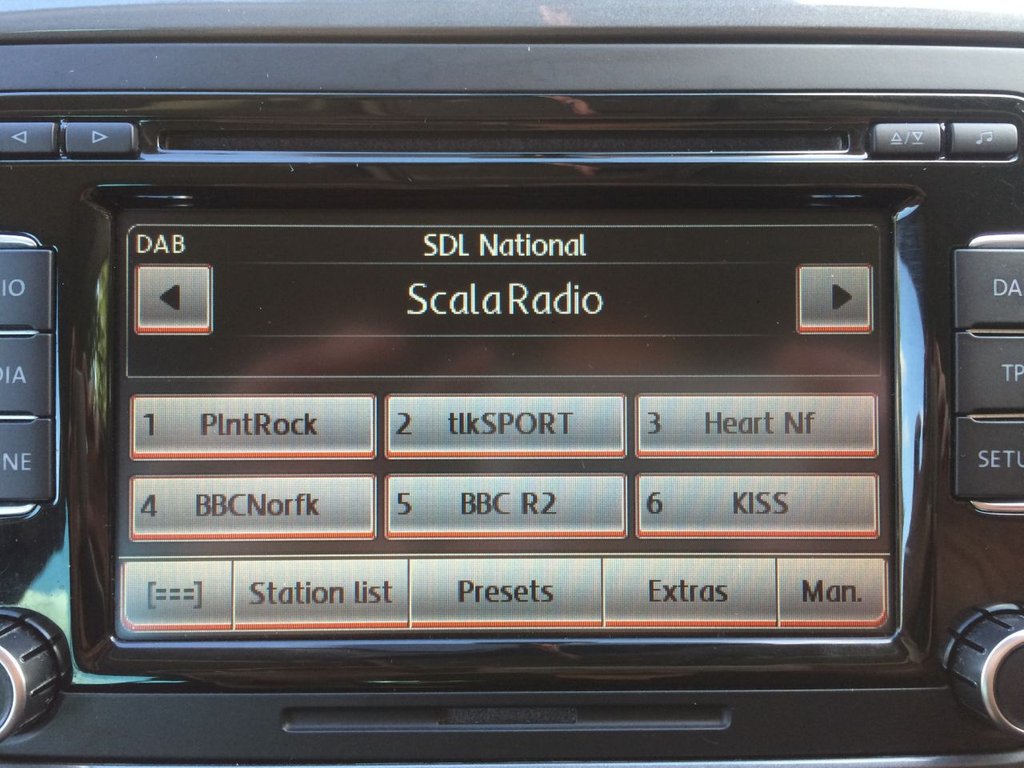 DAB SDL National
ScalaRadio
1 PlntRock 2 tlkSPORT 3 Heart Nf
4 BBCNorfk 5 BBC R2 6 KISS
[===] Station list Presets Extras Man.
IO
DIA
NE
DA
TP
SETU